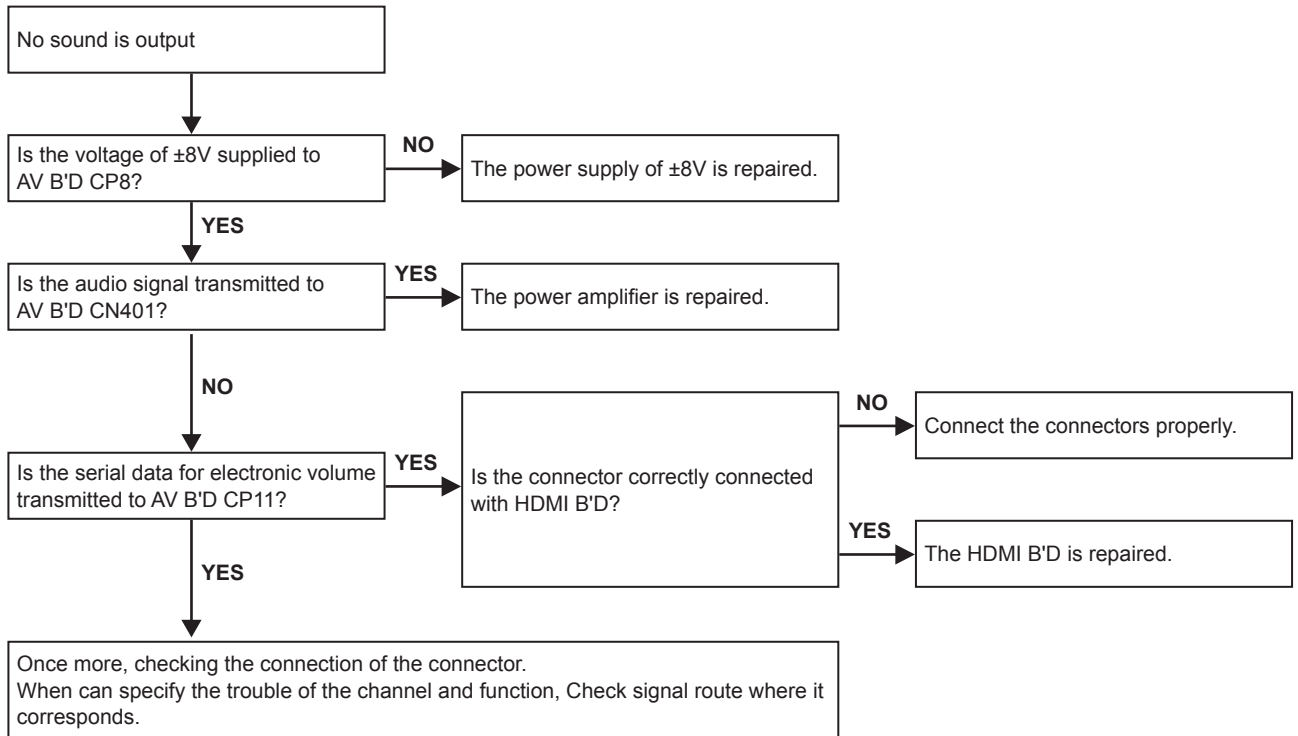 No sound is output
Is the voltage of ±8V supplied to
AV B'D CP8?
NO
The power supply of ±8V is repaired.
YES
Is the audio signal transmitted to
AV B'D CN401?
YES
The power amplifier is repaired.
NO
Is the serial data for electronic volume
transmitted to AV B'D CP11?
YES
Is the connector correctly connected
with HDMI B'D?
NO
Connect the connectors properly.
YES
The HDMI B'D is repaired.
YES
Once more, checking the connection of the connector.
When can specify the trouble of the channel and function, Check signal route where it
corresponds.